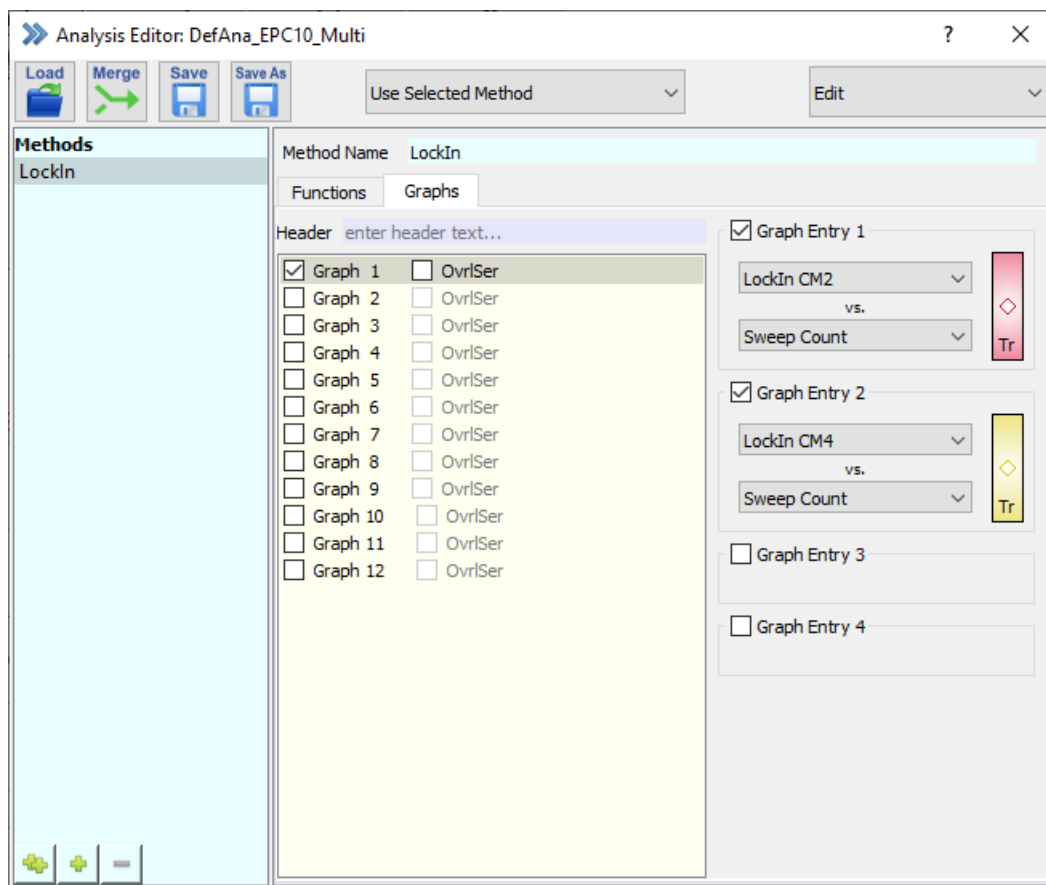 Analysis Editor: DefAna_EPC10_Multi ?
Load Merge Save Save As
Use Selected Method Edit
Methods
LockIn
Method Name LockIn
Functions Graphs
Header enter header text...
Graph 1 OvrlSer
Graph 2 OvrlSer
Graph 3 OvrlSer
Graph 4 OvrlSer
Graph 5 OvrlSer
Graph 6 OvrlSer
Graph 7 OvrlSer
Graph 8 OvrlSer
Graph 9 OvrlSer
Graph 10 OvrlSer
Graph 11 OvrlSer
Graph 12 OvrlSer
Graph Entry 1
LockIn CM2
vs.
Sweep Count
Tr
Graph Entry 2
LockIn CM4
vs.
Sweep Count
Tr
Graph Entry 3
Graph Entry 4